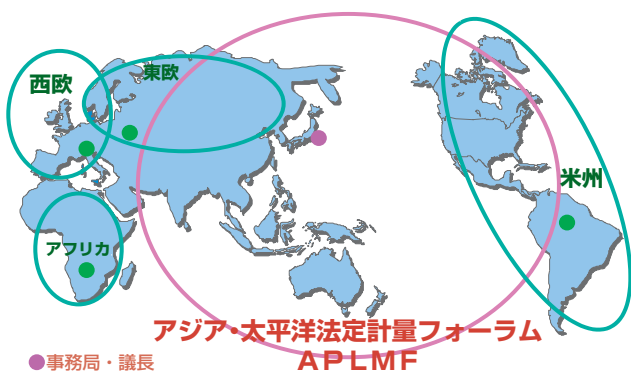 西欧
東欧
米州
アフリカ
アジア・太平洋法定計量フォーラム
APLMF
●事務局・議長